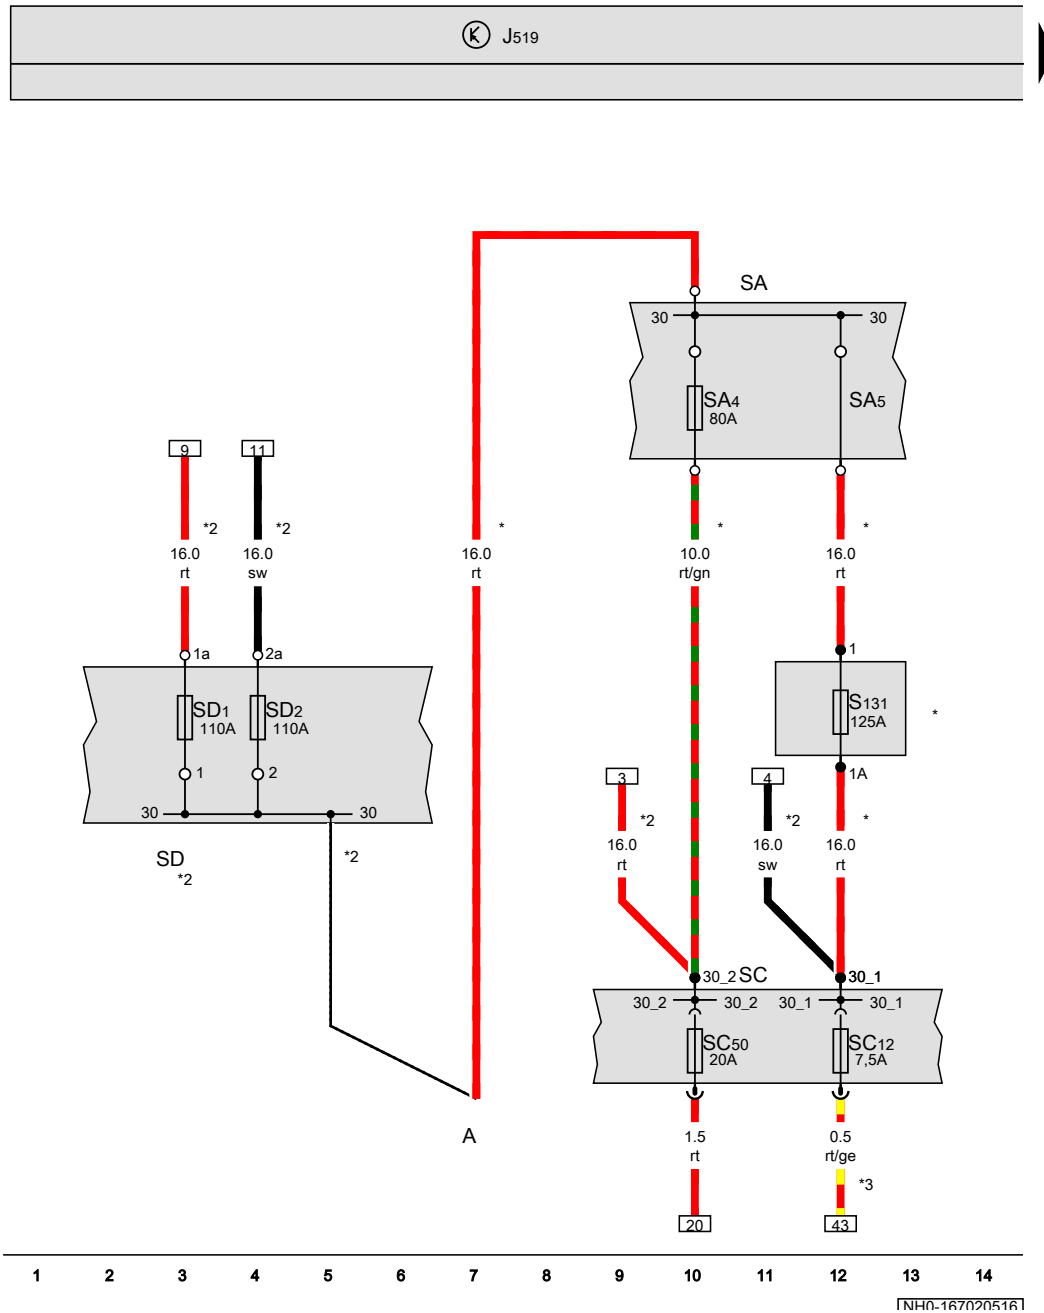 J519
SA
30 30
SA4
80A
SA5
9 11
*2 *2 * * *
16.0 16.0 16.0 10.0 16.0
rt sw rt rt/gn rt
1a 2a
1
SD1
110A
SD2
110A
S131
125A
*
1 2
3 4
1A
30 30
*2 *2 *
16.0 16.0 16.0
rt sw rt
SD
*2
*2
30_2 SC 30_1
30_2 30_2 30_1 30_1
SC50
20A
SC12
7,5A
A
1.5 0.5
rt rt/ge
*3
20 43
1 2 3 4 5 6 7 8 9 10 11 12 13 14
NH0-167020516